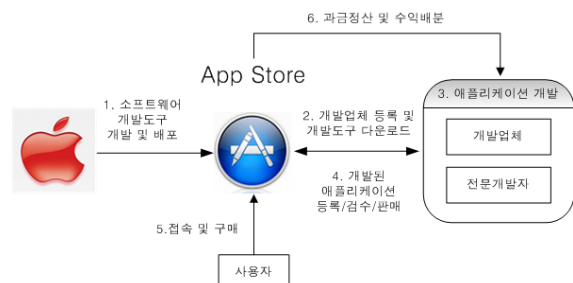 6. 과금정산 및 수익배분
App Store
3. 애플리케이션 개발
1. 소프트웨어
개발도구
개발 및 배포
2. 개발업체 등록 및
개발도구 다운로드
개발업체
4. 개발된
애플리케이션
등록/검수/판매
전문개발자
5.접속 및 구매
사용자